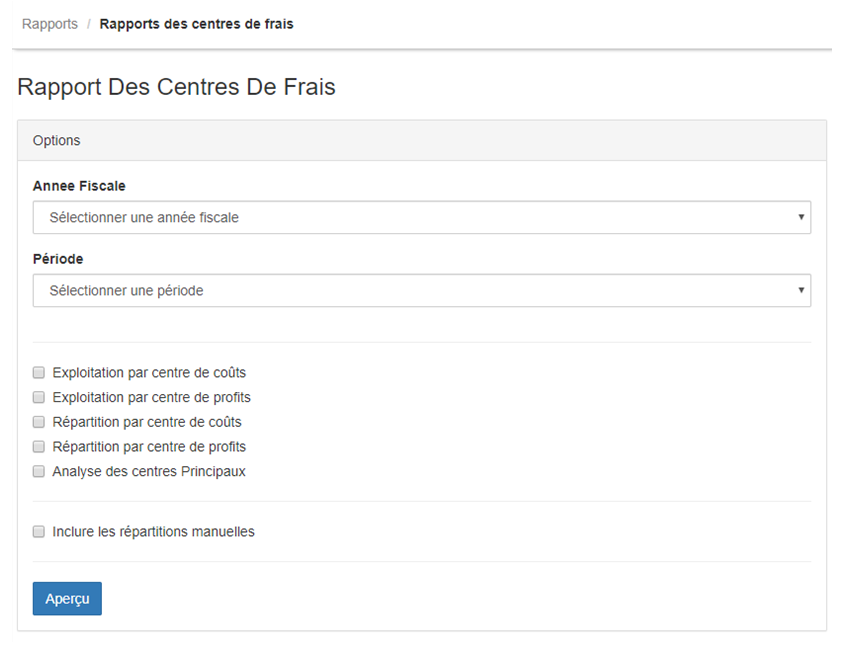 Rapports / Rapports des centres de frais
Rapport Des Centres De Frais
Options
Annee Fiscale
Sélectionner une année fiscale
Période
Sélectionner une période
Exploitation par centre de coûts
Exploitation par centre de profits
Répartition par centre de coûts
Répartition par centre de profits
Analyse des centres Principaux
Inclure les répartitions manuelles
Aperçu